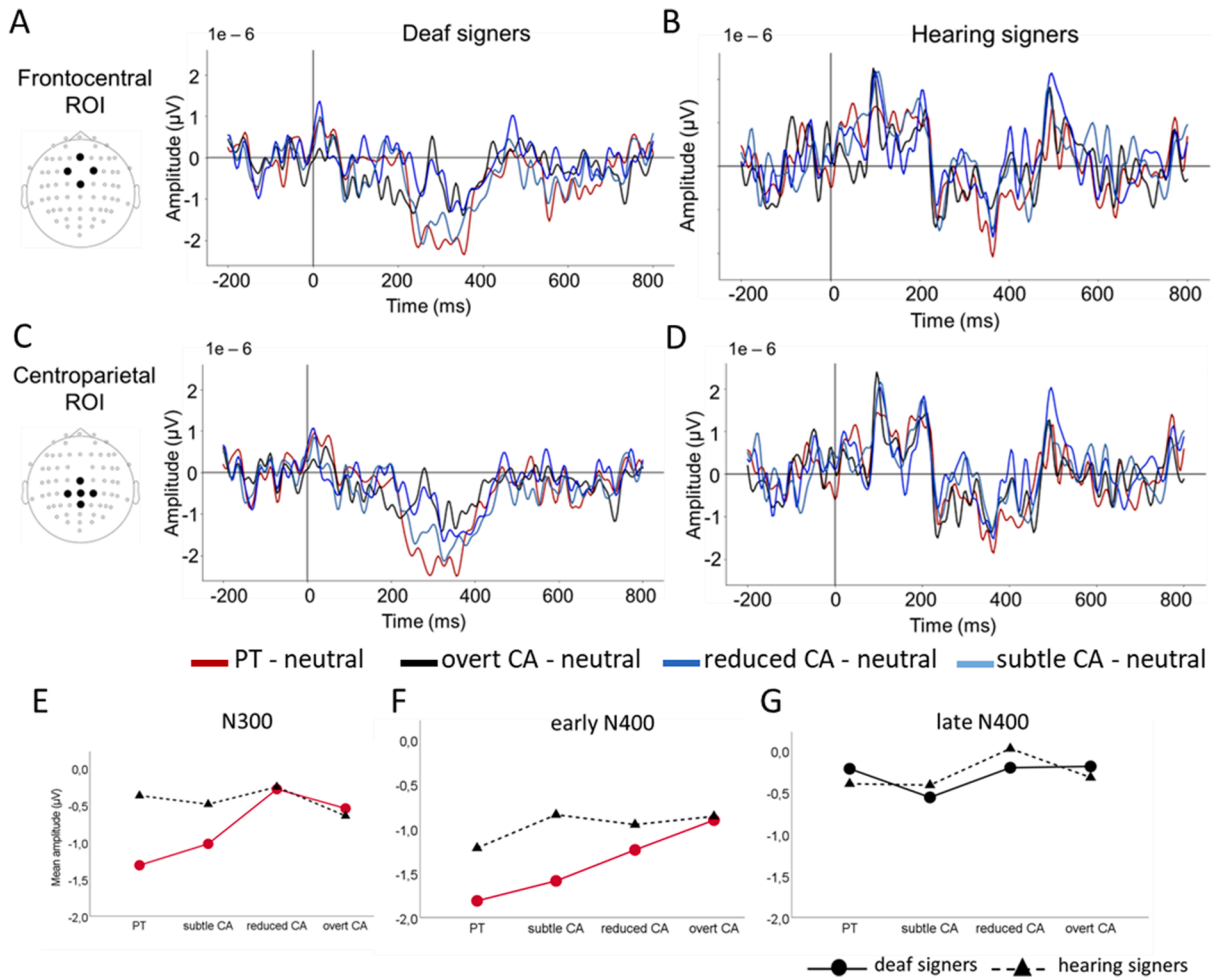 A
Deaf signers
B
Hearing signers
Frontocentral
ROI
1e – 6
Amplitude (µV)
2
1
0
-1
-2
-200 0 200 400 600 800
Time (ms)
1e – 6
Amplitude (µV)
2
1
0
-1
-2
-200 0 200 400 600 800
Time (ms)
C
Centroparietal
ROI
1e – 6
Amplitude (µV)
2
1
0
-1
-2
-200 0 200 400 600 800
Time (ms)
D
1e – 6
Amplitude (µV)
2
1
0
-1
-2
-200 0 200 400 600 800
Time (ms)
PT - neutral overt CA - neutral reduced CA - neutral subtle CA - neutral
E
N300
Mean amplitude (µV)
0,0
-0,5
-1,0
-1,5
-2,0
PT subtle CA reduced CA overt CA
F
early N400
0,0
-0,5
-1,0
-1,5
-2,0
PT subtle CA reduced CA overt CA
G
late N400
0,0
-0,5
-1,0
-1,5
-2,0
PT subtle CA reduced CA overt CA
deaf signers hearing signers